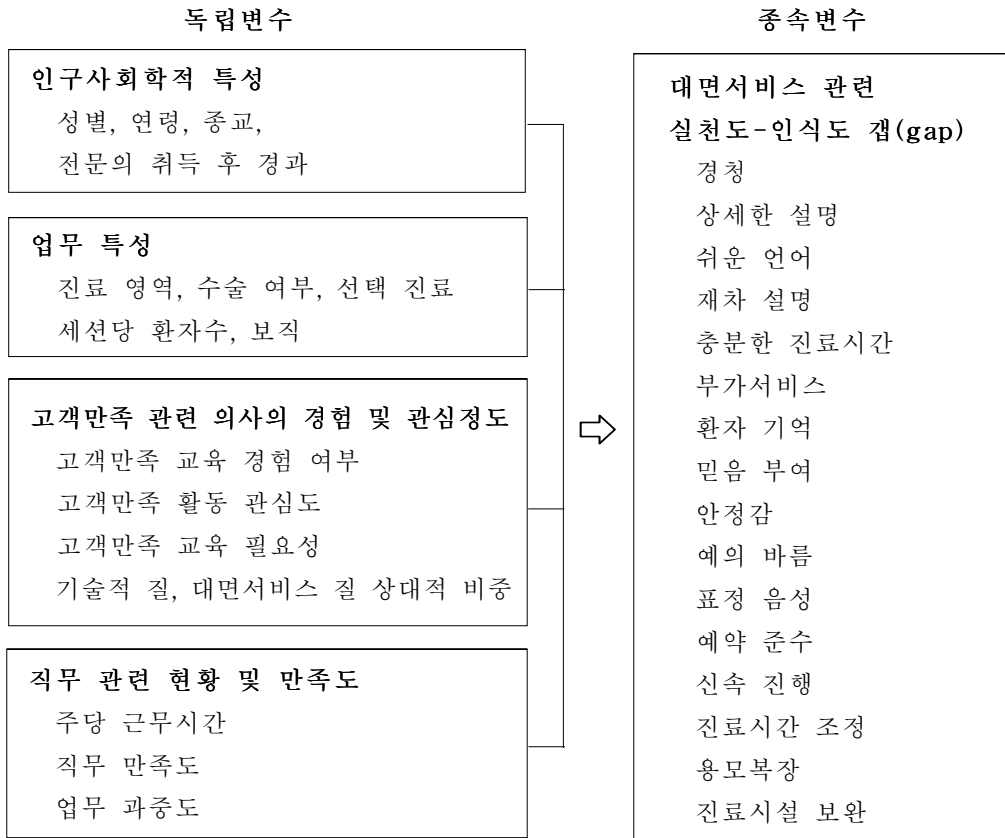 독립변수
인구사회학적 특성
성별, 연령, 종교,
전문의 취득 후 경과
업무 특성
진료 영역, 수술 여부, 선택 진료
세션당 환자수, 보직
고객만족 관련 의사의 경험 및 관심정도
고객만족 교육 경험 여부
고객만족 활동 관심도
고객만족 교육 필요성
기술적 질, 대면서비스 질 상대적 비중
직무 관련 현황 및 만족도
주당 근무시간
직무 만족도
업무 과중도
종속변수
대면서비스 관련
실천도-인식도 갭(gap)
경청
상세한 설명
쉬운 언어
재차 설명
충분한 진료시간
부가서비스
환자 기억
믿음 부여
안정감
예의 바름
표정 음성
예약 준수
신속 진행
진료시간 조정
용모복장
진료시설 보완